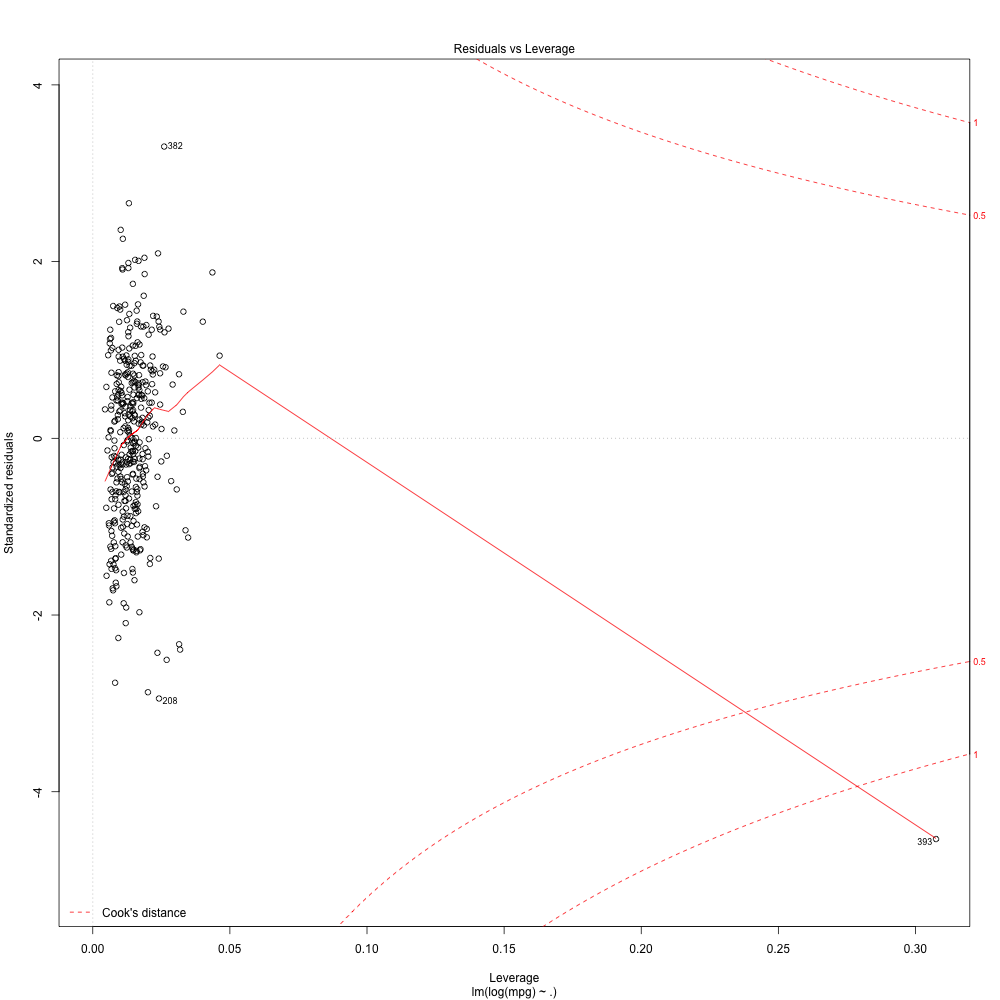 Residuals vs Leverage
4
2
0
-2
-4
Standardized residuals
382
208
393
1
0.5
0.5
1
Cook's distance
0.00 0.05 0.10 0.15 0.20 0.25 0.30
Leverage
lm(log(mpg) ~ .)